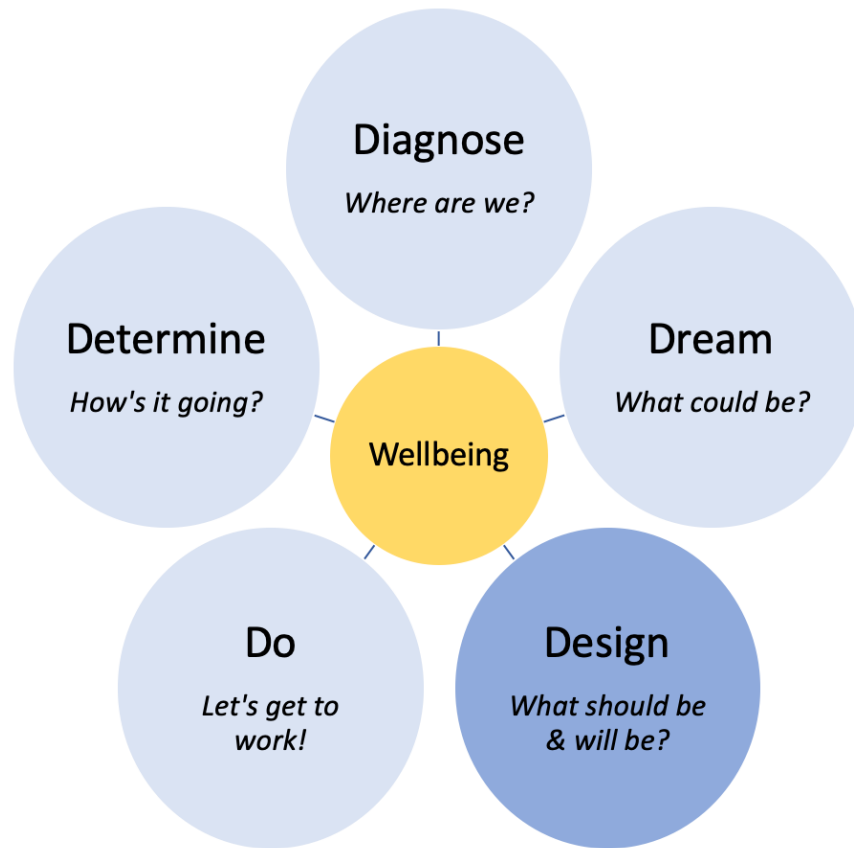 Diagnose
Where are we?
Dream
What could be?
Design
What should be
& will be?
Do
Let's get to
work!
Determine
How's it going?
Wellbeing